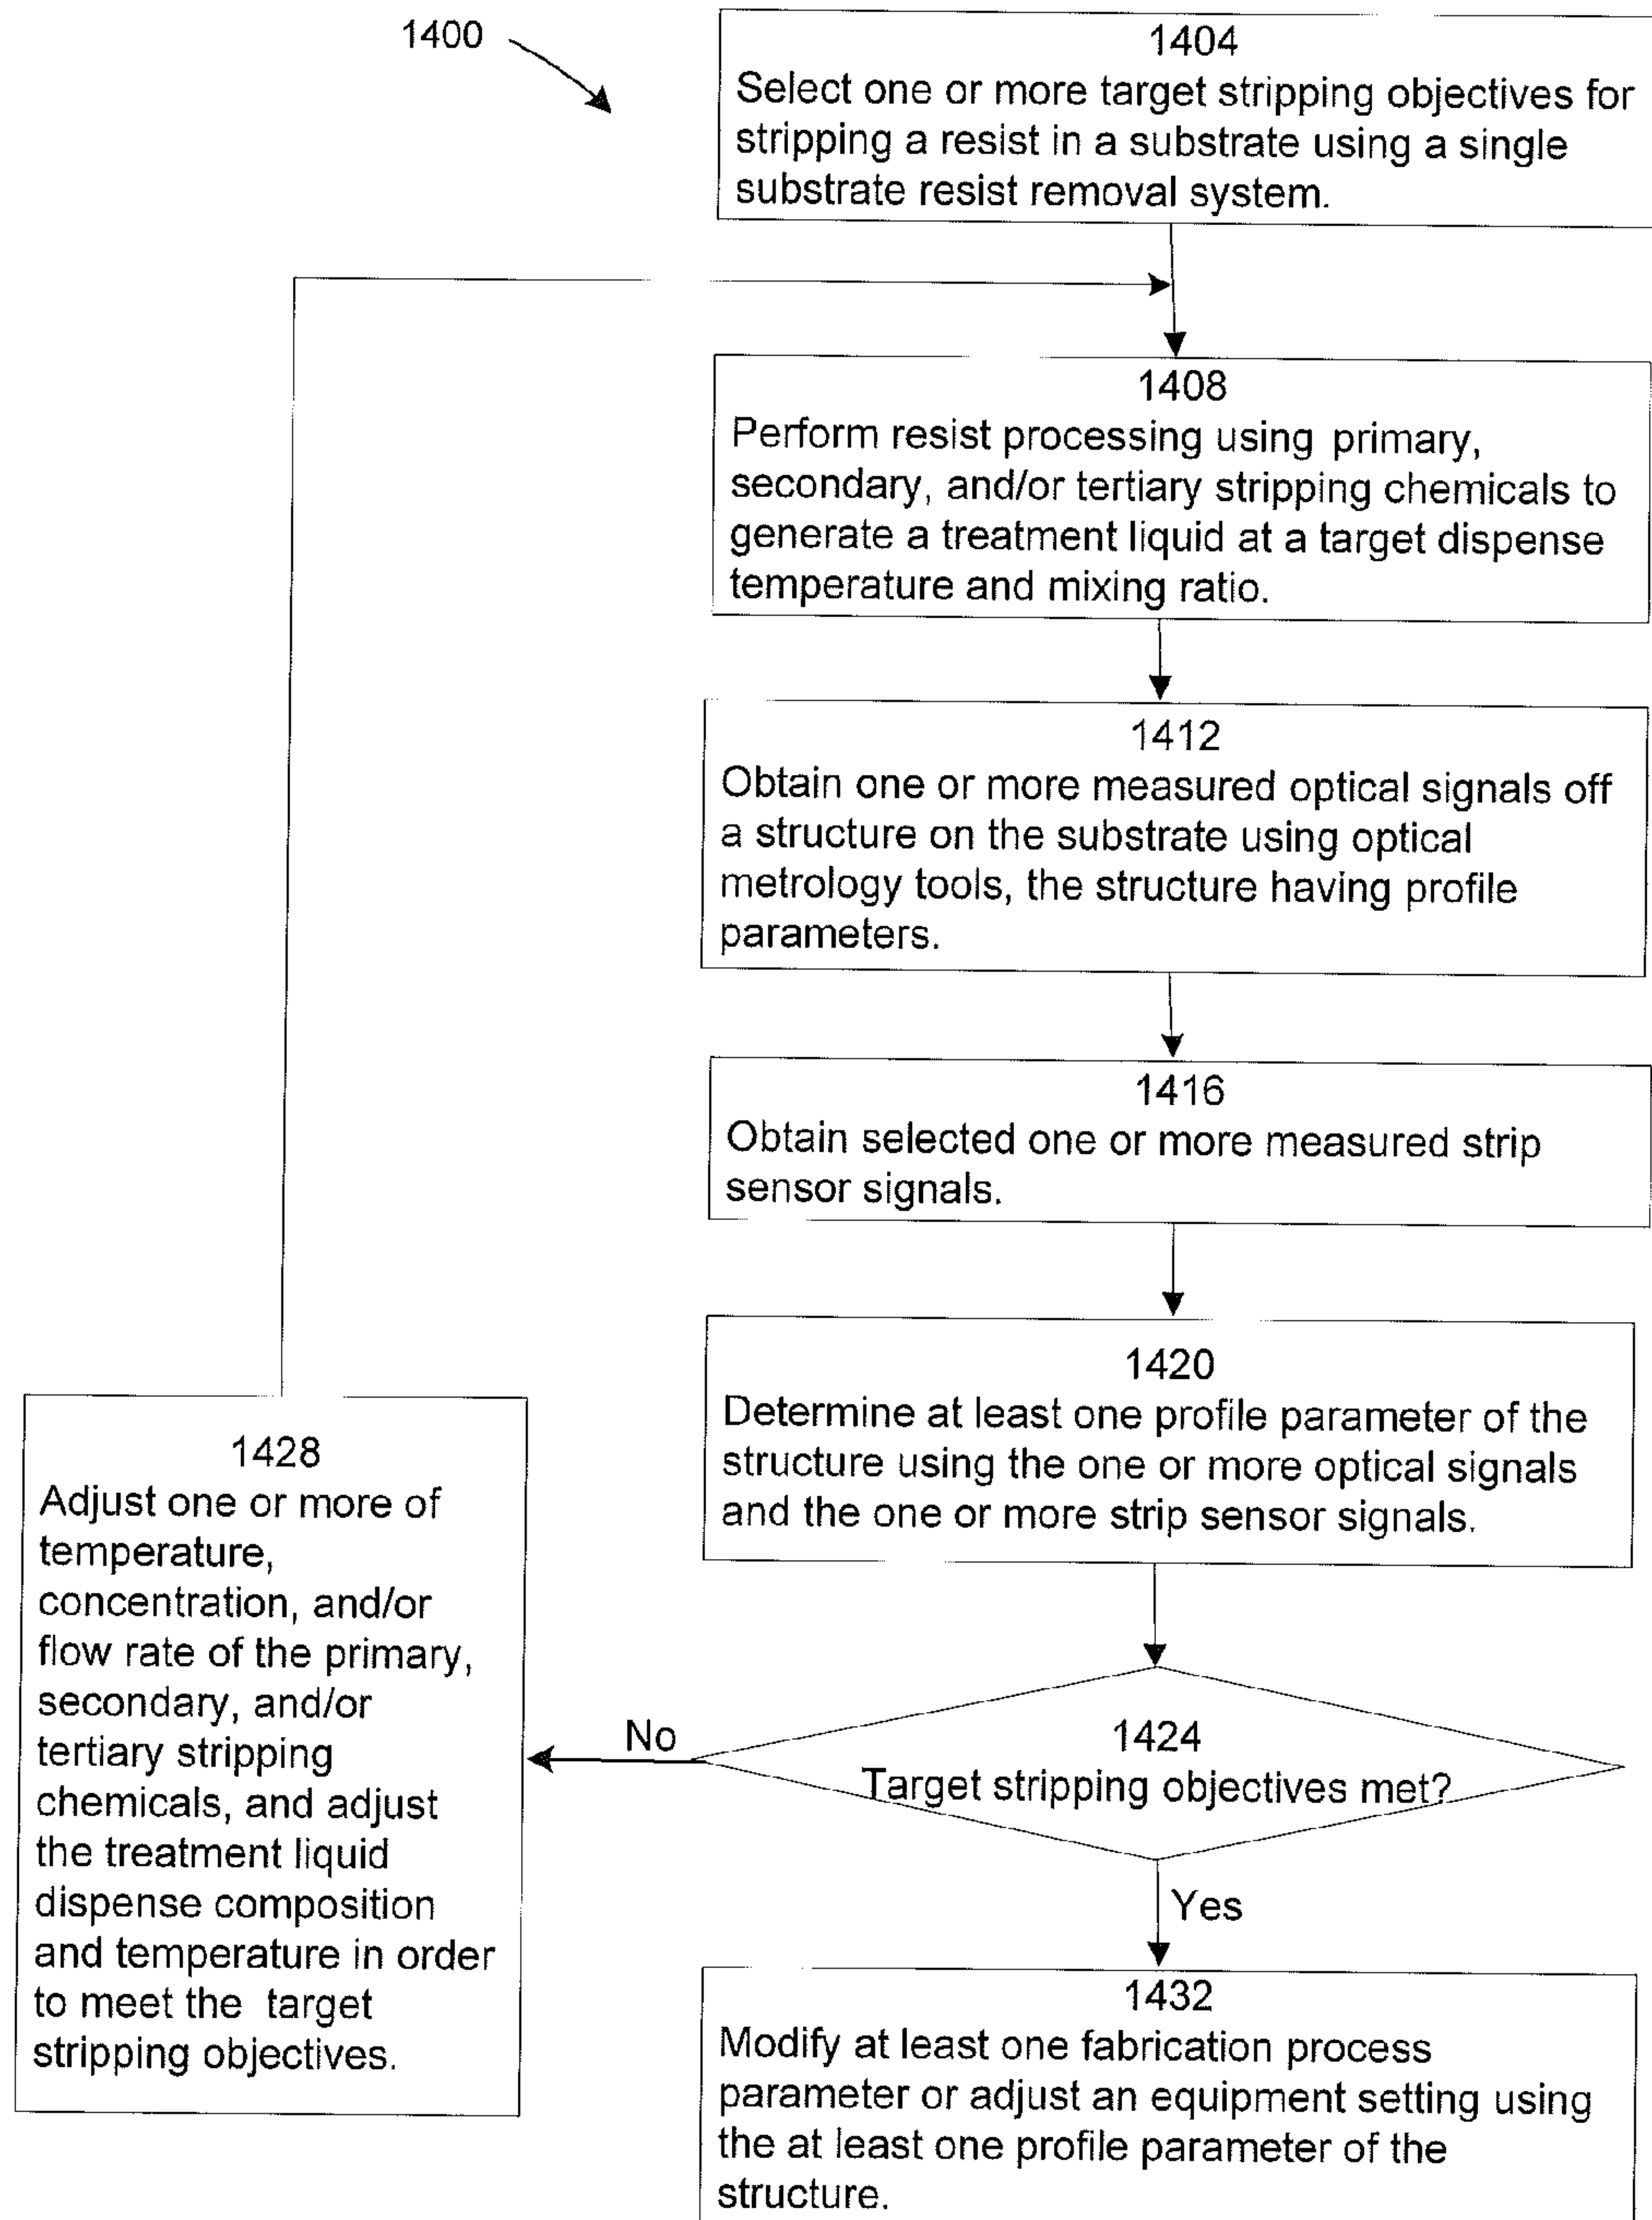 1400
1404
Select one or more target stripping objectives for
stripping a resist in a substrate using a single
substrate resist removal system.
1408
Perform resist processing using primary,
secondary, and/or tertiary stripping chemicals to
generate a treatment liquid at a target dispense
temperature and mixing ratio.
1412
Obtain one or more measured optical signals off
a structure on the substrate using optical
metrology tools, the structure having profile
parameters.
1416
Obtain selected one or more measured strip
sensor signals.
1420
Determine at least one profile parameter of the
structure using the one or more optical signals
and the one or more strip sensor signals.
1424
Target stripping objectives met?
No
1428
Adjust one or more of
temperature,
concentration, and/or
flow rate of the primary,
secondary, and/or
tertiary stripping
chemicals, and adjust
the treatment liquid
dispense composition
and temperature in order
to meet the target
stripping objectives.
Yes
1432
Modify at least one fabrication process
parameter or adjust an equipment setting using
the at least one profile parameter of the
structure.